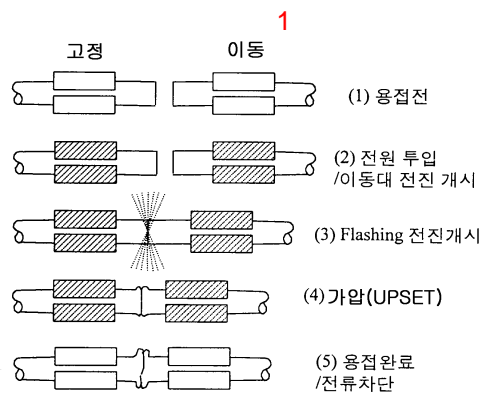 1
고정 이동
(1) 용접전
(2) 전원 투입
/이동대 전진 개시
(3) Flashing 전진개시
(4) 가압(UPSET)
(5) 용접완료
/전류차단